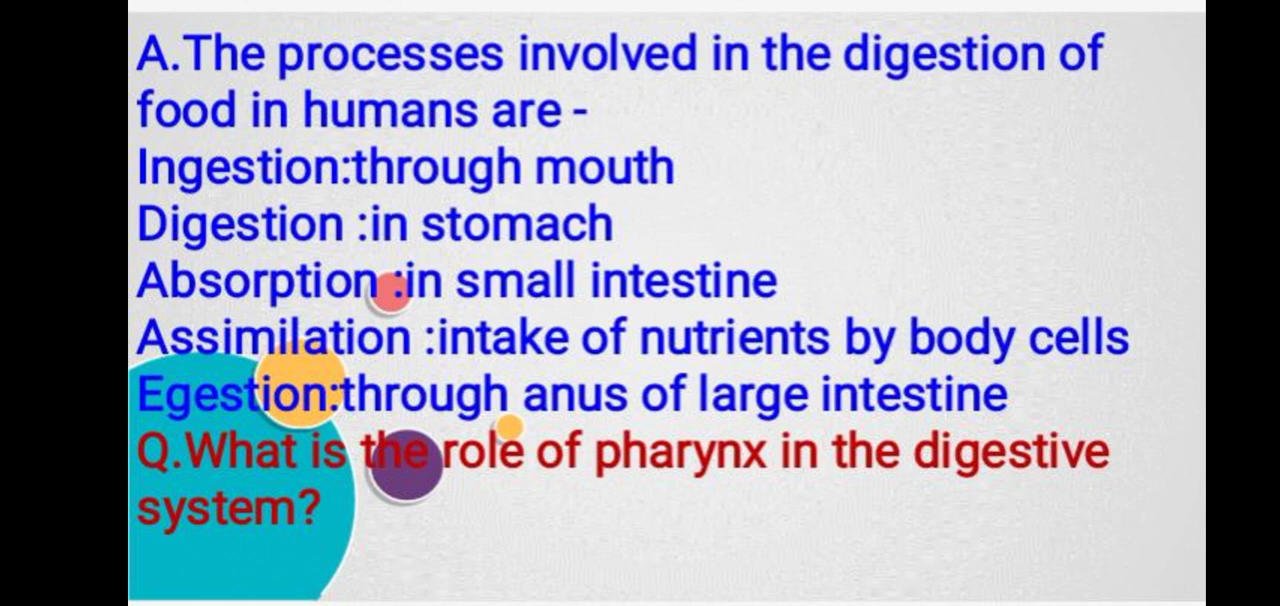 A.The processes involved in the digestion of
food in humans are -
Ingestion:through mouth
Digestion :in stomach
Absorption :in small intestine
Assimilation :intake of nutrients by body cells
Egestion:through anus of large intestine
Q.What is the role of pharynx in the digestive
system?